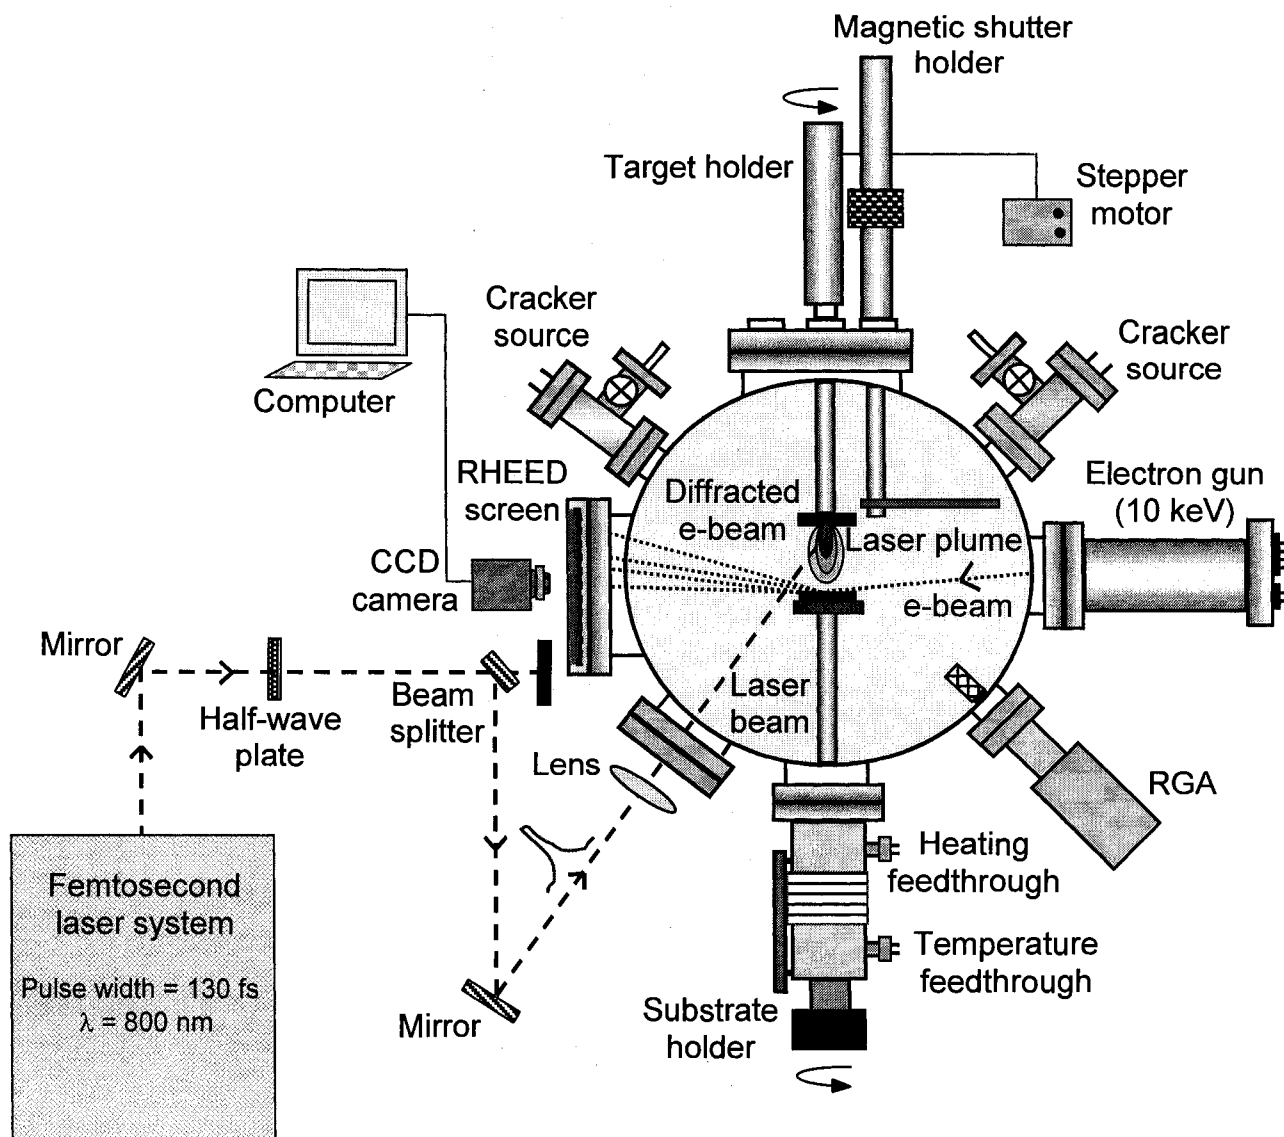 Magnetic shutter
holder
Target holder
Stepper
motor
Cracker
source
Cracker
source
Computer
RHEED
screen
Diffracted
e-beam
Electron gun
(10 keV)
Laser plume
CCD
camera
e-beam
Mirror
Beam
splitter
Laser
beam
Half-wave
plate
Lens
RGA
Heating
feedthrough
Femtosecond
laser system
Temperature
feedthrough
Pulse width = 130 fs
λ = 800 nm
Mirror
Substrate
holder